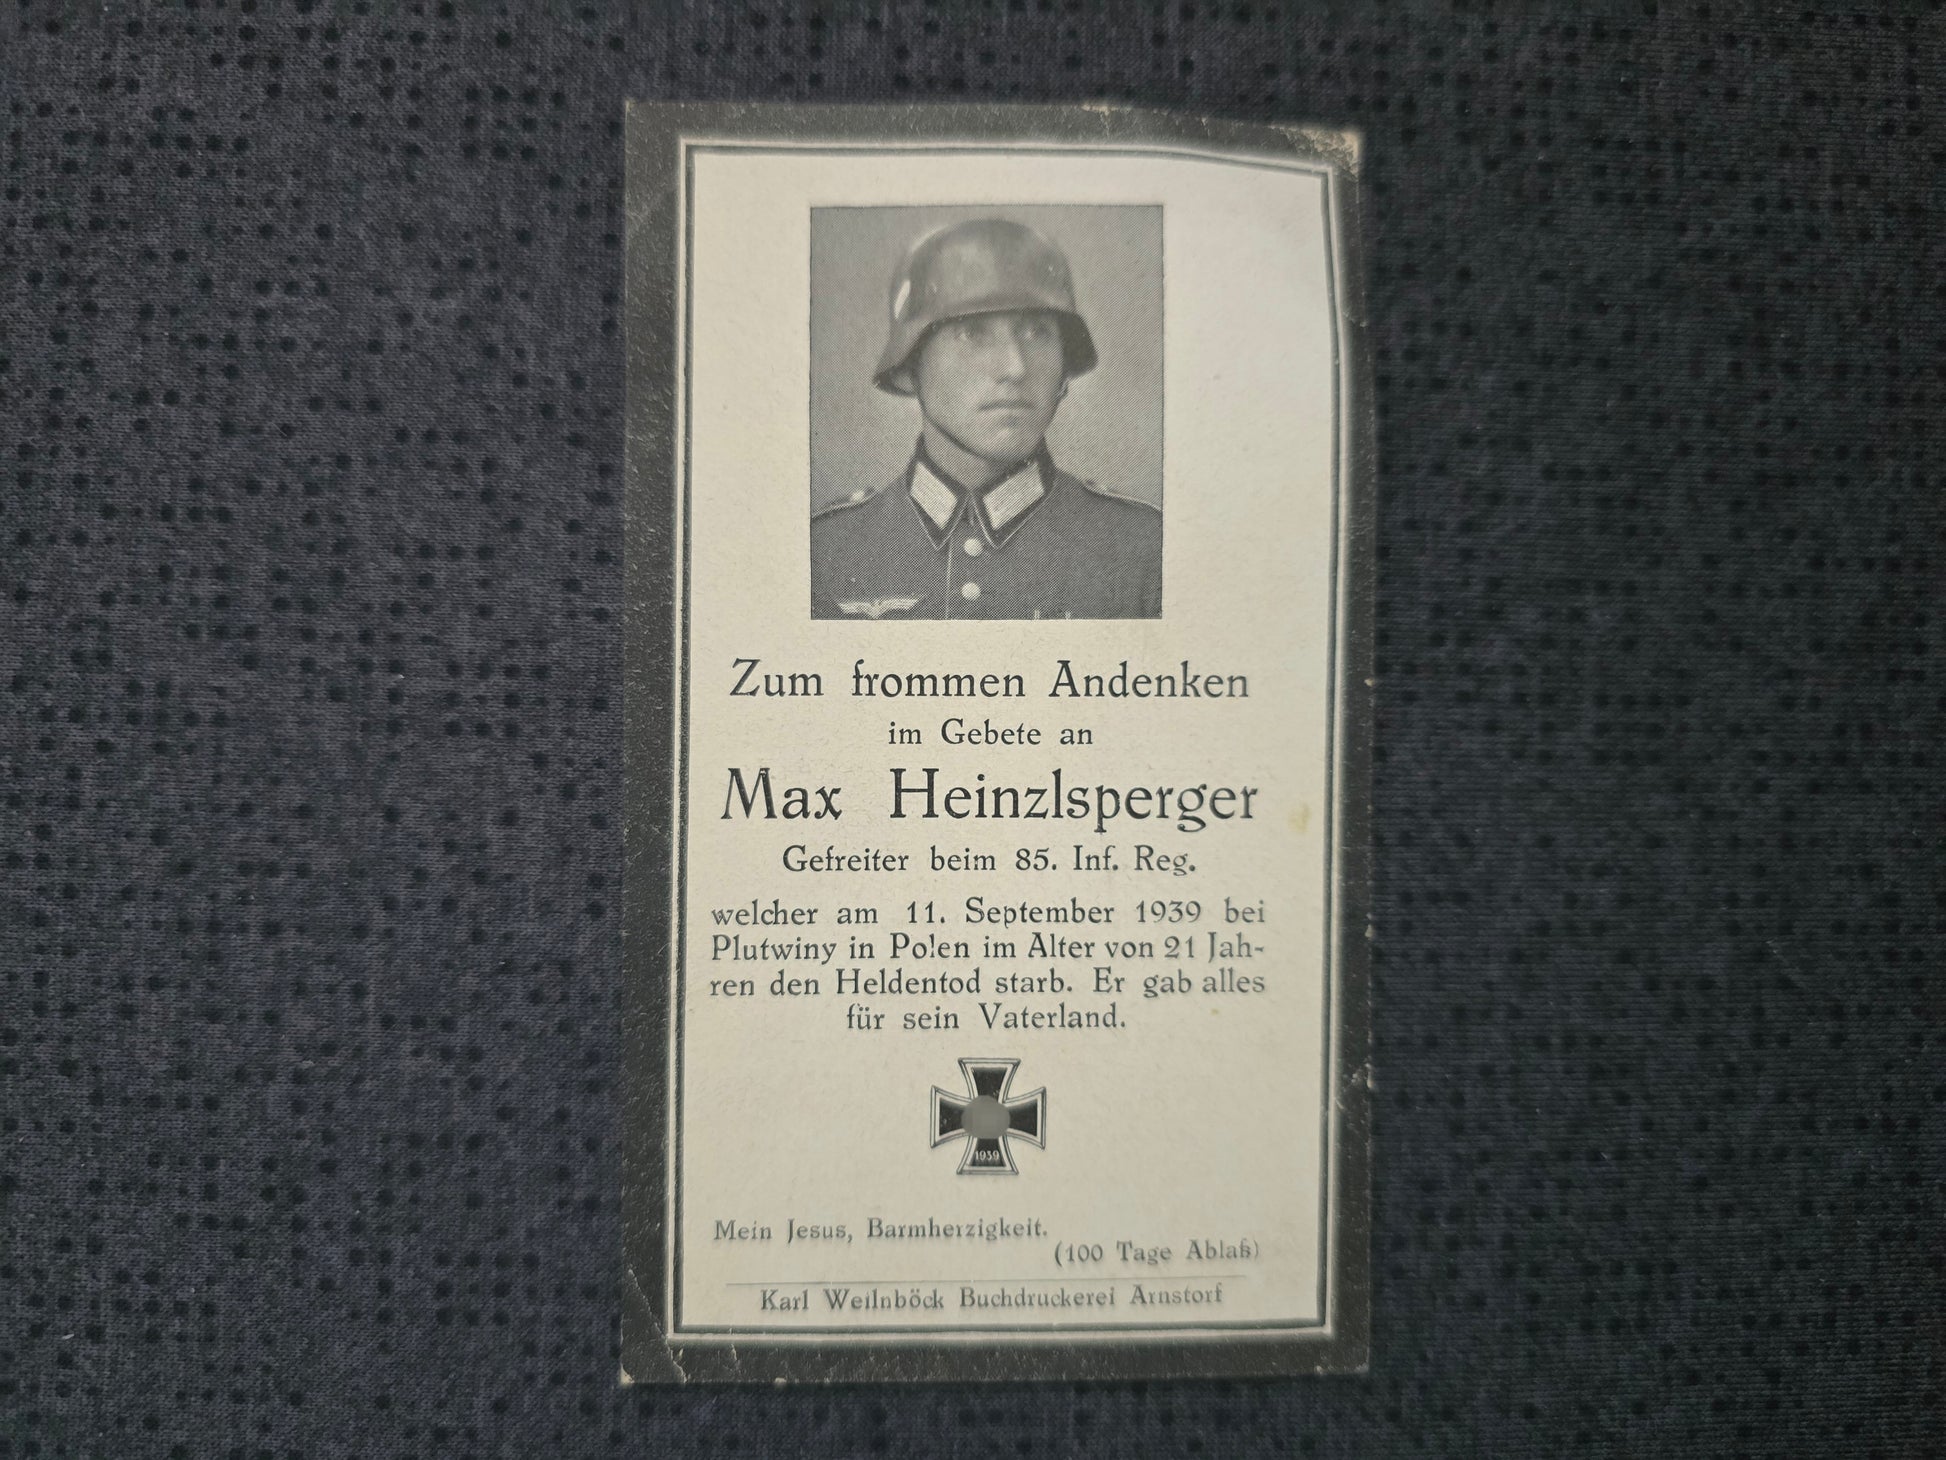 Zum frommen Andenken
im Gebete an
Max Heinzlsperger
Gefreiter beim 85. Inf. Reg.
welcher am 11. September 1939 bei
Plutwiny in Polen im Alter von 21 Jah-
ren den Heldentod starb. Er gab alles
für sein Vaterland.
1939
Mein Jesus, Barmherzigkeit.
(100 Tage Ablaß)
Karl Weilnböck Buchdruckerei Arnstorf